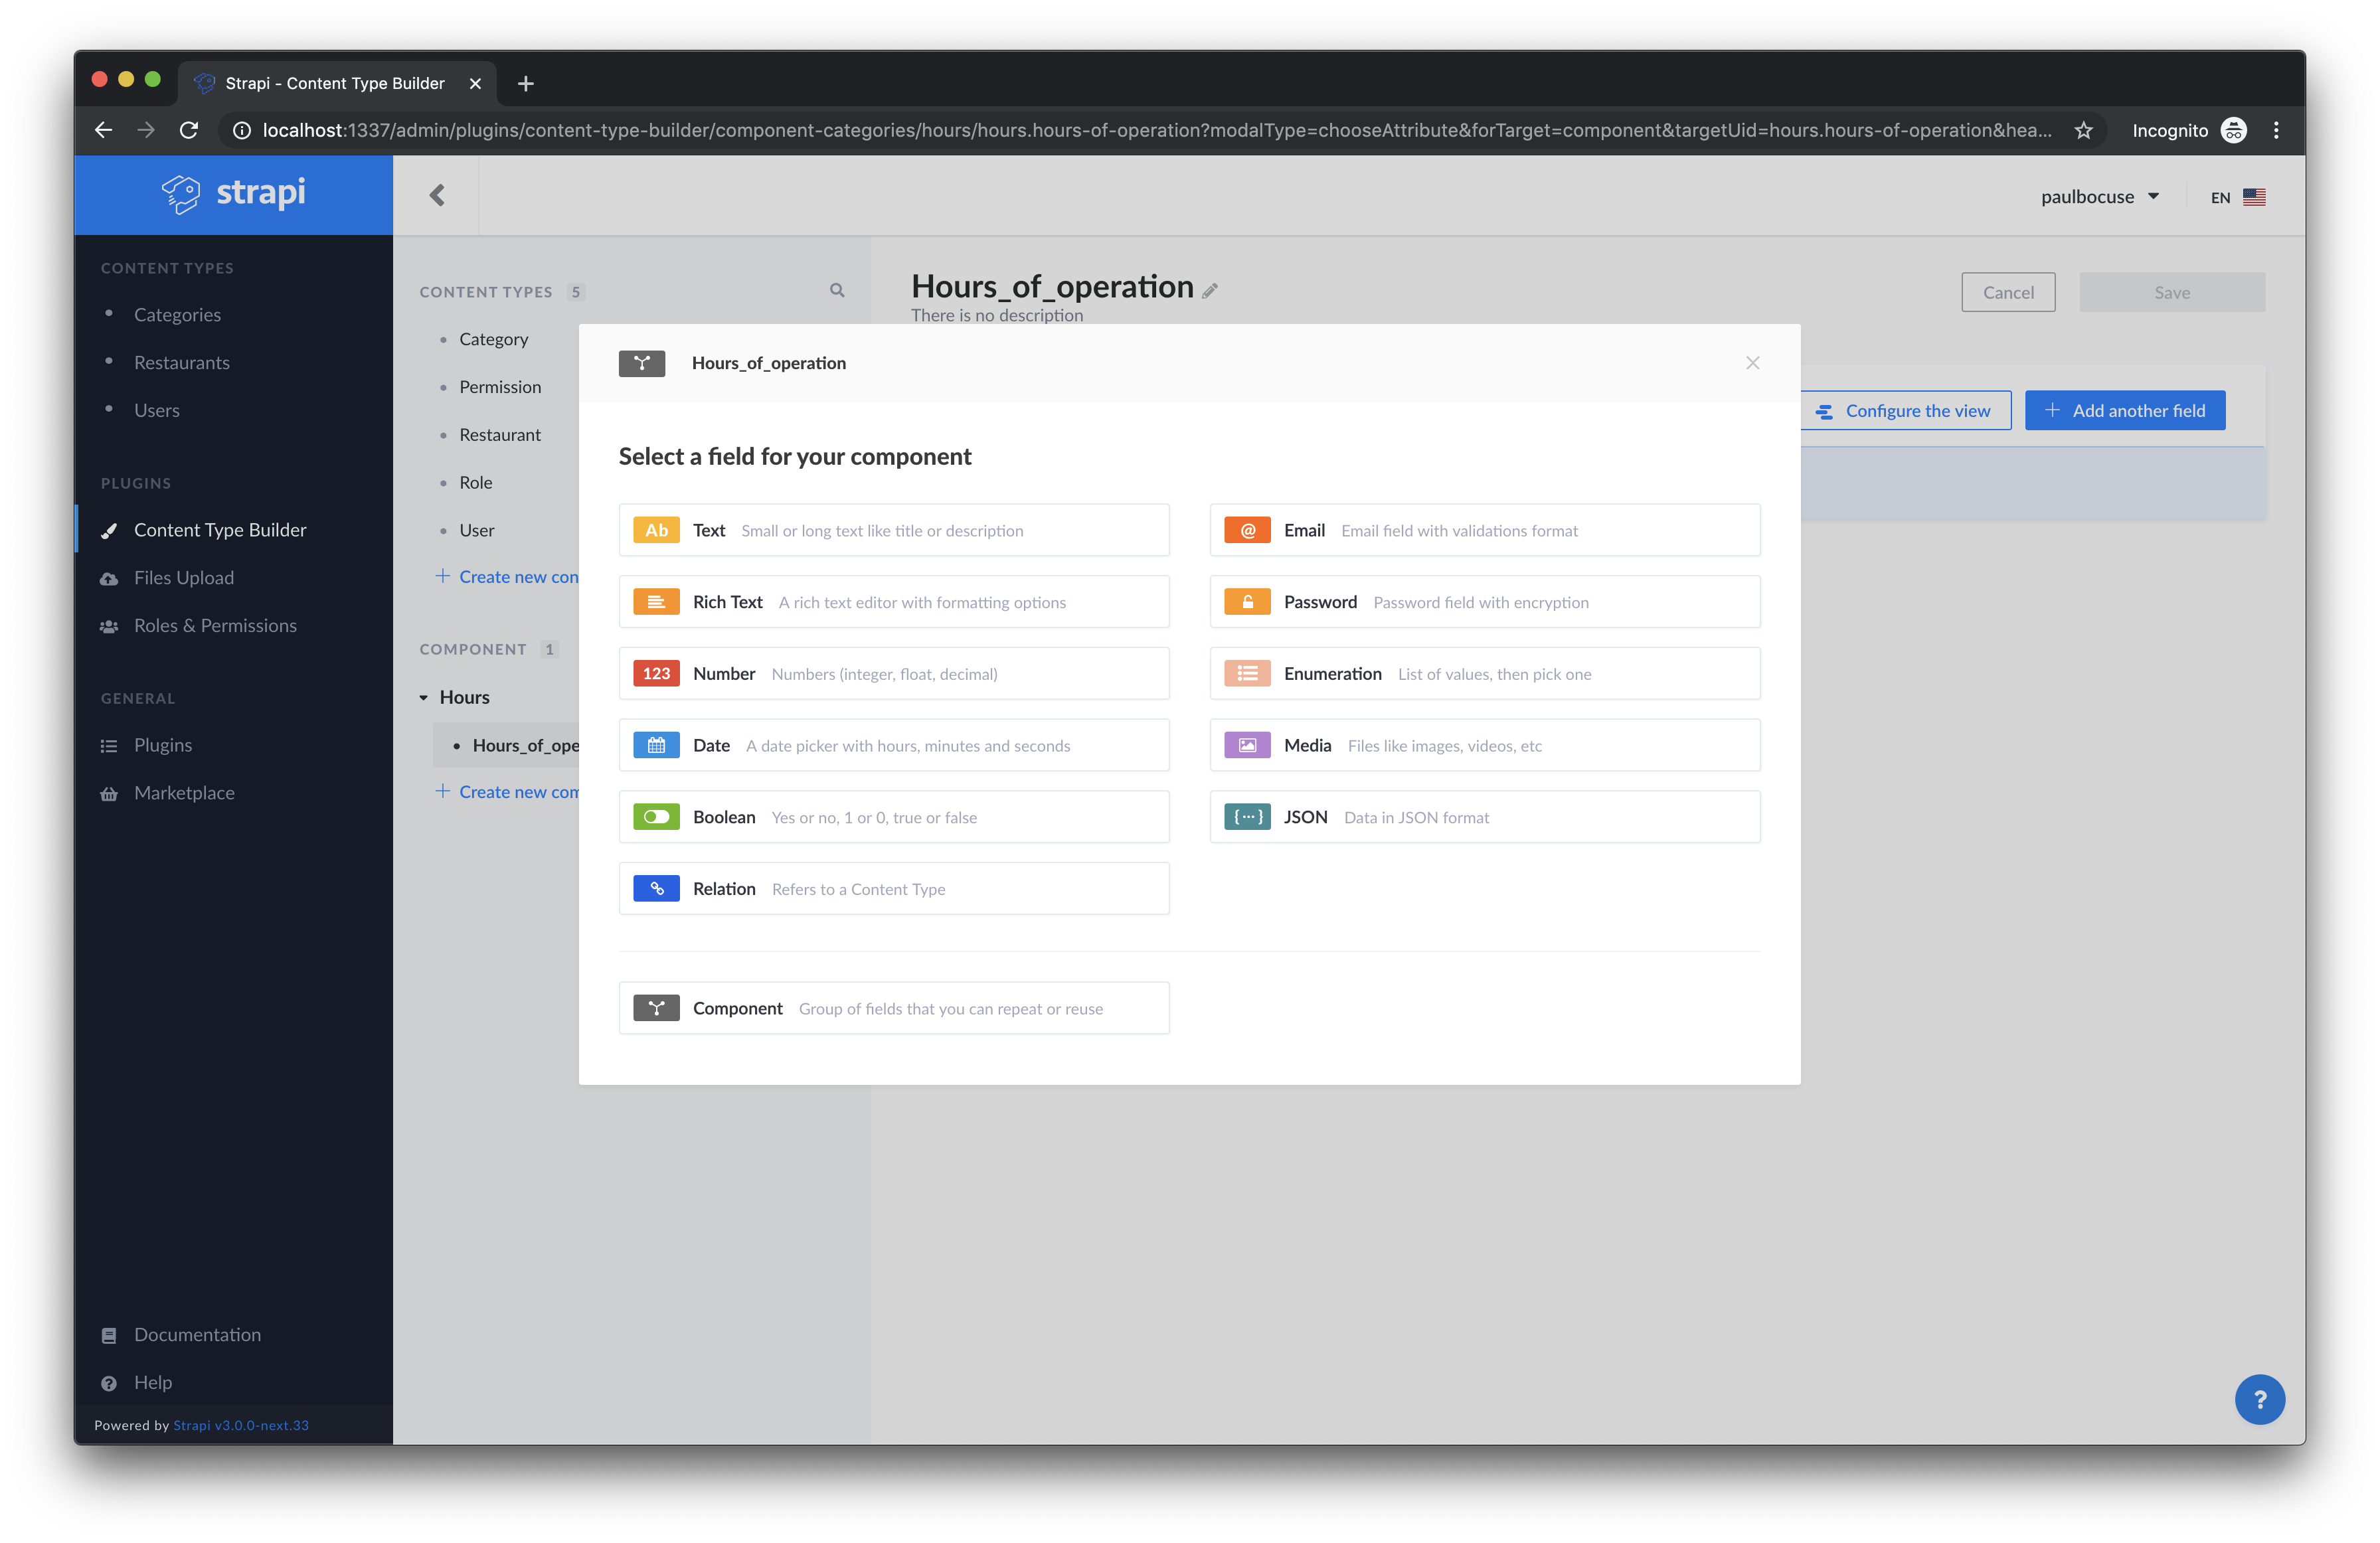 Strapi - Content Type Builder
localhost:1337/admin/plugins/content-type-builder/component-categories/hours/hours.hours-of-operation?modalType=chooseAttribute&forTarget=component&targetUid=hours.hours-of-operation&hea...
Incognito
strapi
paulbocuse
EN
CONTENT TYPES
Categories
Restaurants
Users
PLUGINS
Content Type Builder
Files Upload
Roles & Permissions
GENERAL
Plugins
Marketplace
Documentation
Help
Powered by Strapi v3.0.0-next.33
CONTENT TYPES 5
Category
Permission
Restaurant
Role
User
+ Create new con
COMPONENT 1
Hours
Hours_of_ope
+ Create new com
Hours_of_operation
There is no description
Cancel
Save
Configure the view
+ Add another field
Hours_of_operation
Select a field for your component
Ab Text Small or long text like title or description
@ Email Email field with validations format
Rich Text A rich text editor with formatting options
Password Password field with encryption
123 Number Numbers (integer, float, decimal)
Enumeration List of values, then pick one
Date A date picker with hours, minutes and seconds
Media Files like images, videos, etc
Boolean Yes or no, 1 or 0, true or false
{···} JSON Data in JSON format
Relation Refers to a Content Type
Component Group of fields that you can repeat or reuse
?